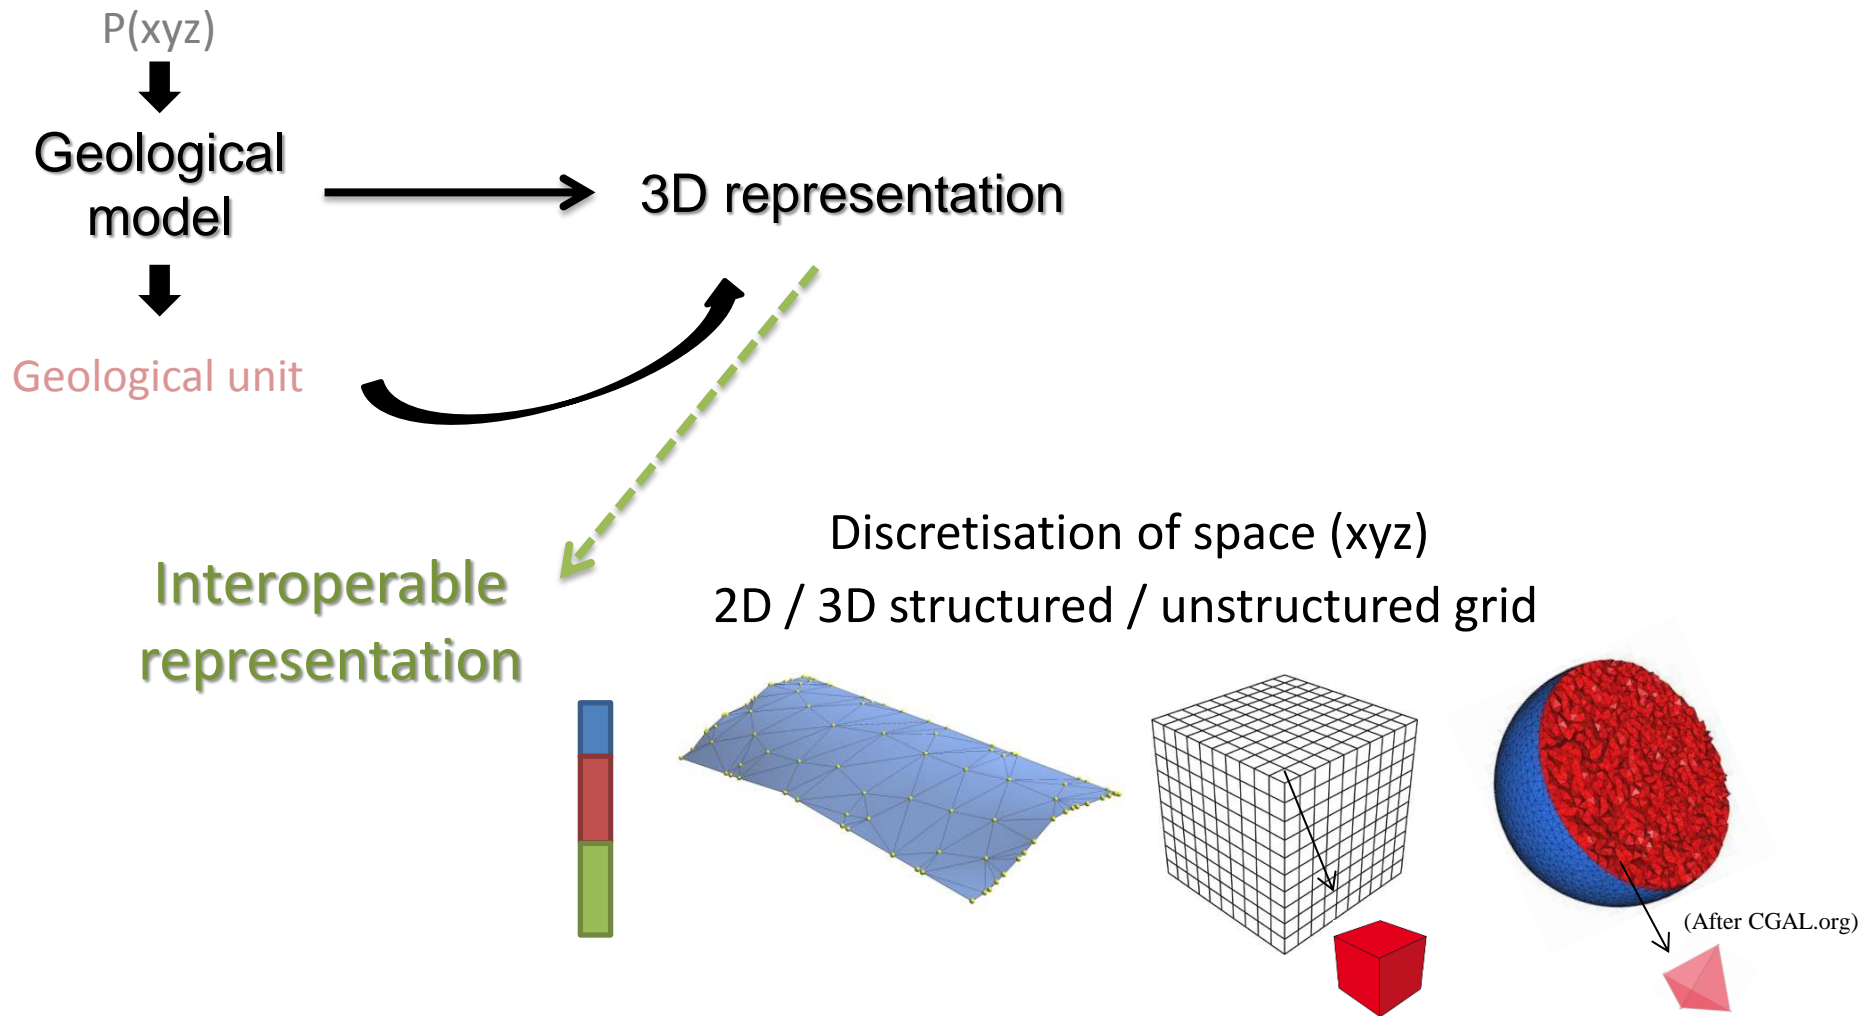 P(xyz)
Geological
model
3D representation
Geological unit
Discretisation of space (xyz)
2D / 3D structured / unstructured grid
Interoperable
representation
(After CGAL.org)